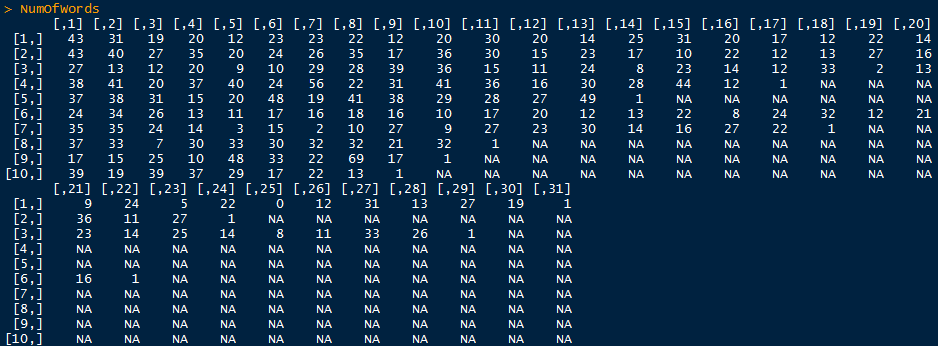 > NumOfWords
[,1] [,2] [,3] [,4] [,5] [,6] [,7] [,8] [,9] [,10] [,11] [,12] [,13] [,14] [,15] [,16] [,17] [,18] [,19] [,20]
[1,] 43 31 19 20 12 23 23 22 12 20 30 20 14 25 31 20 17 12 22 14
[2,] 43 40 27 35 20 24 26 35 17 36 30 15 23 17 10 22 12 13 27 16
[3,] 27 13 12 20 9 10 29 28 39 36 15 11 24 8 23 14 12 33 2 13
[4,] 38 41 20 37 40 24 56 22 31 41 36 16 30 28 44 12 1 NA NA NA
[5,] 37 38 31 15 20 48 19 41 38 29 28 27 49 1 NA NA NA NA NA NA
[6,] 24 34 26 13 11 17 16 18 16 10 17 20 12 13 22 8 24 32 12 21
[7,] 35 35 24 14 3 15 2 10 27 9 27 23 30 14 16 27 22 1 NA NA
[8,] 37 33 7 30 33 30 32 32 21 32 1 NA NA NA NA NA NA NA NA NA
[9,] 17 15 25 10 48 33 22 69 17 1 NA NA NA NA NA NA NA NA NA NA
[10,] 39 19 39 37 29 17 22 13 1 NA NA NA NA NA NA NA NA NA NA NA
[,21] [,22] [,23] [,24] [,25] [,26] [,27] [,28] [,29] [,30] [,31]
[1,] 9 24 5 22 0 12 31 13 27 19 1
[2,] 36 11 27 1 NA NA NA NA NA NA NA
[3,] 23 14 25 14 8 11 33 26 1 NA NA
[4,] NA NA NA NA NA NA NA NA NA NA NA
[5,] NA NA NA NA NA NA NA NA NA NA NA
[6,] 16 1 NA NA NA NA NA NA NA NA NA
[7,] NA NA NA NA NA NA NA NA NA NA NA
[8,] NA NA NA NA NA NA NA NA NA NA NA
[9,] NA NA NA NA NA NA NA NA NA NA NA
[10,] NA NA NA NA NA NA NA NA NA NA NA